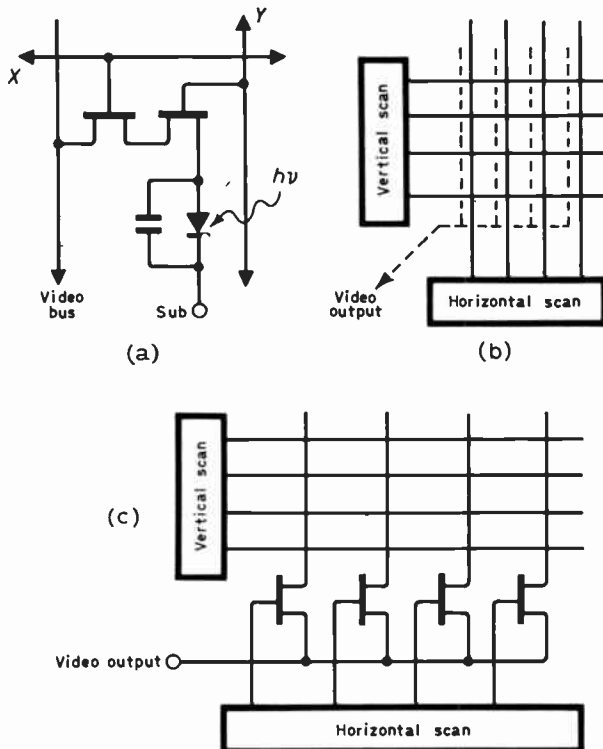 X
Y
hν
Video
bus
Sub
(a)
Vertical scan
Video
output
Horizontal scan
(b)
(c)
Vertical scan
Video output
Horizontal scan